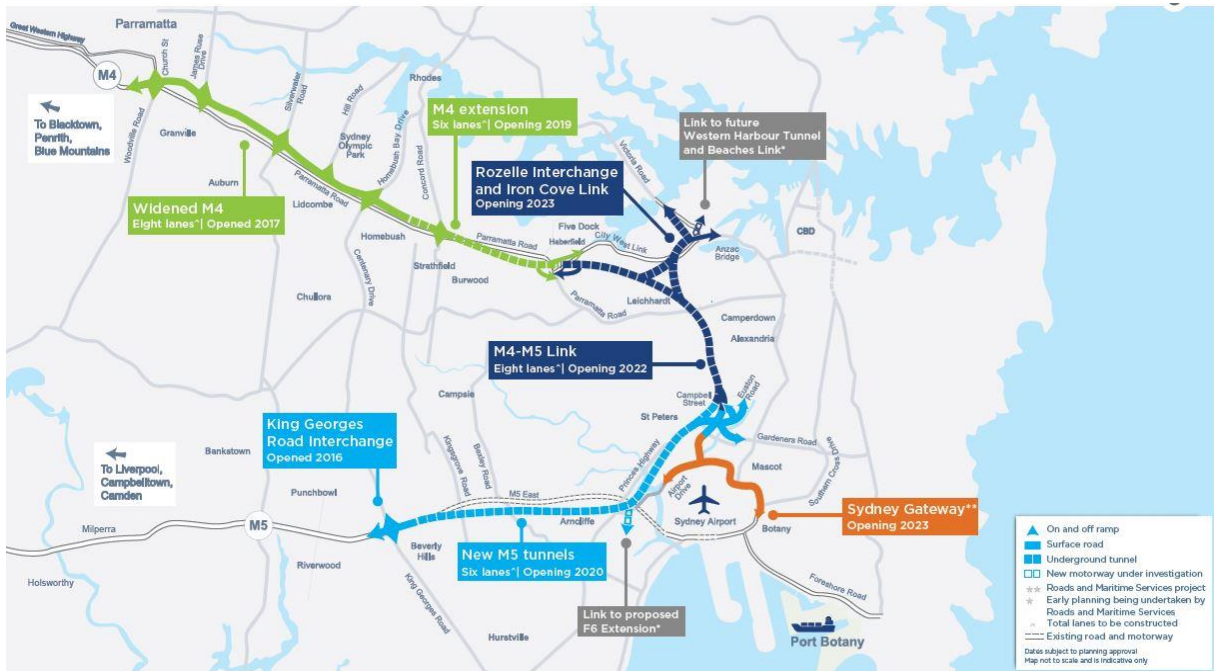 Parramatta
Great Western Highway
Church St
James Ruse
Drive
M4
Silverwater
Road
Hill Road
Rhodes
Homebush Bay Drive
M4 extension
Six lanes^| Opening 2019
Link to future
Western Harbour Tunnel
and Beaches Link*
To Blacktown,
Penrith,
Blue Mountains
Woodville Road
Granville
Sydney
Olympic
Park
Concord Road
Victoria Road
Rozelle Interchange
and Iron Cove Link
Opening 2023
Auburn
Parramatta Road
Lidcombe
Widened M4
Eight lanes^| Opened 2017
Homebush
Parramatta Road
Five Dock
Haberfield
City West Link
CBD
Anzac
Bridge
Strathfield
Burwood
Centenary Drive
Chullora
Parramatta Road
Leichhardt
Camperdown
Alexandria
M4-M5 Link
Eight lanes^| Opening 2022
Campsie
Campbell
Street
Euston
Road
St Peters
King Georges
Road Interchange
Opened 2016
Gardeners Road
Kingsgrove Road
Bexley Road
Princes Highway
Mascot
Southern Cross Drive
To Liverpool,
Campbelltown,
Camden
Bankstown
Punchbowl
M5 East
Airport
Drive
Milperra
M5
Arncliffe
Sydney Airport
Botany
Sydney Gateway**
Opening 2023
Beverly
Hills
New M5 tunnels
Six lanes^| Opening 2020
Riverwood
Holsworthy
King Georges Road
Foreshore Road
Link to proposed
F6 Extension*
Hurstville
Port Botany
On and off ramp
Surface road
Underground tunnel
New motorway under investigation
** Roads and Maritime Services project
* Early planning being undertaken by
Roads and Maritime Services
^ Total lanes to be constructed
Existing road and motorway
Dates subject to planning approval
Map not to scale and is indicative only